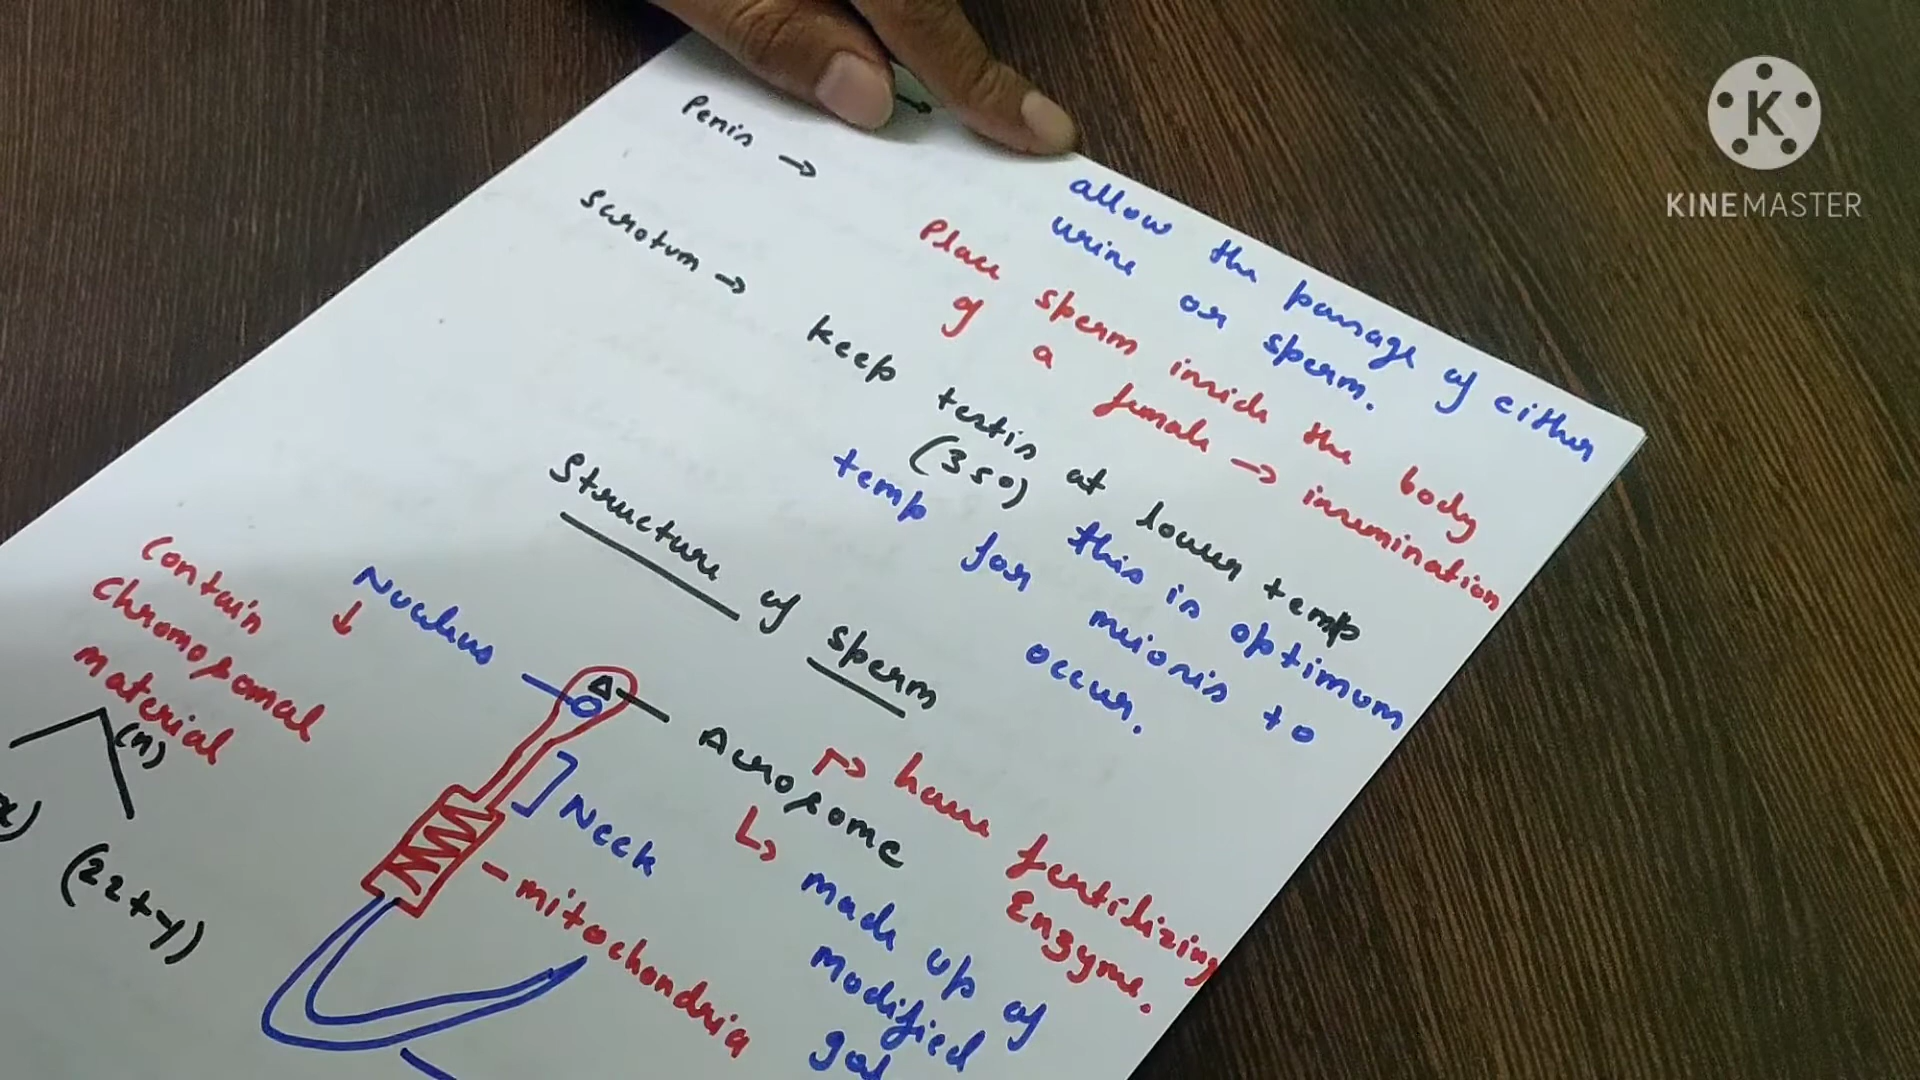 allow the passage of either
urine or sperm.
Penis →
Place sperm inside the body
of a female → insemination
Scrotum →
Keep testis at lower temp
(35°) this is optimum
temp for meiosis to
occur.
Structure of sperm
Nucleus
↓
contain
Chromosomal
material
(n)
(22+y)
Acrosome
→ have fertilizing
Enzyme.
↳ made up of
modified
Neck
mitochondria
K
KINEMASTER